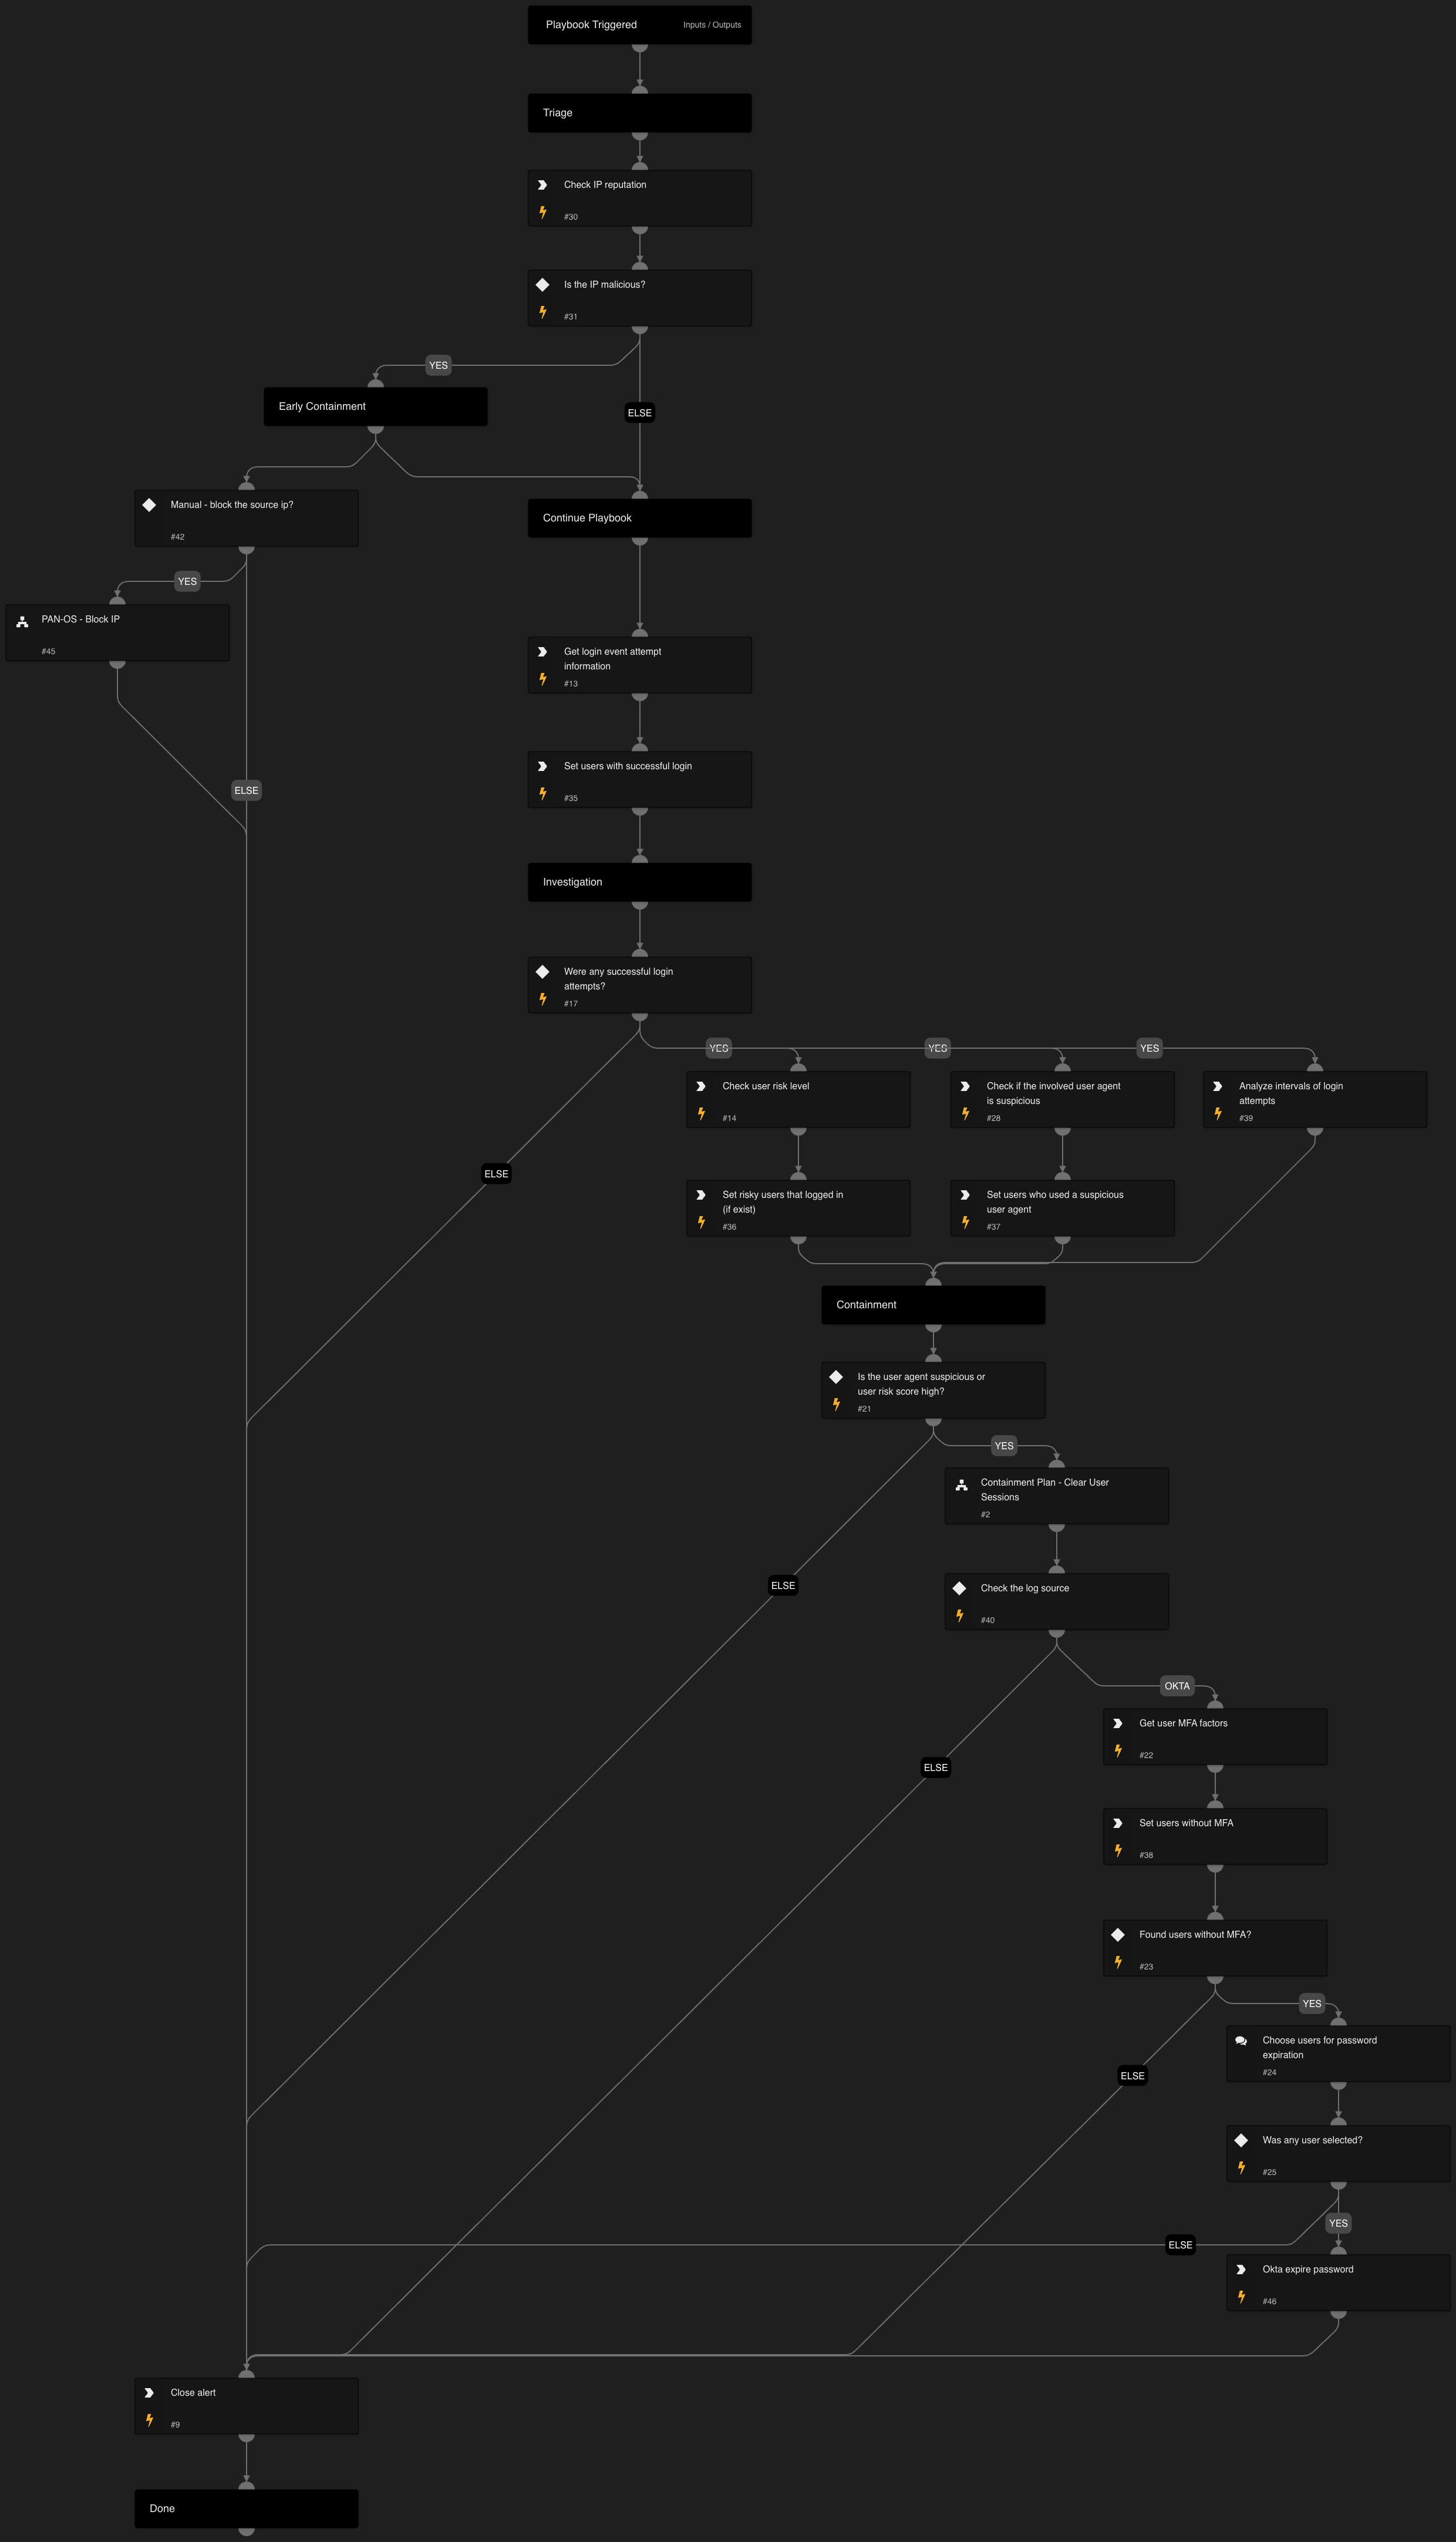 Playbook Triggered
Inputs / Outputs
Triage
Check IP reputation
#30
Is the IP malicious?
#31
YES
Early Containment
ELSE
Manual - block the source ip?
#42
Continue Playbook
YES
PAN-OS - Block IP
#45
Get login event attempt
information
#13
Set users with successful login
#35
ELSE
Investigation
Were any successful login
attempts?
#17
YES
YES
YES
Check user risk level
#14
Check if the involved user agent
is suspicious
#28
Analyze intervals of login
attempts
#39
ELSE
Set risky users that logged in
(if exist)
#36
Set users who used a suspicious
user agent
#37
Containment
Is the user agent suspicious or
user risk score high?
#21
YES
Containment Plan - Clear User
Sessions
#2
ELSE
Check the log source
#40
OKTA
Get user MFA factors
#22
ELSE
Set users without MFA
#38
Found users without MFA?
#23
YES
Choose users for password
expiration
#24
ELSE
Was any user selected?
#25
YES
ELSE
Okta expire password
#46
Close alert
#9
Done